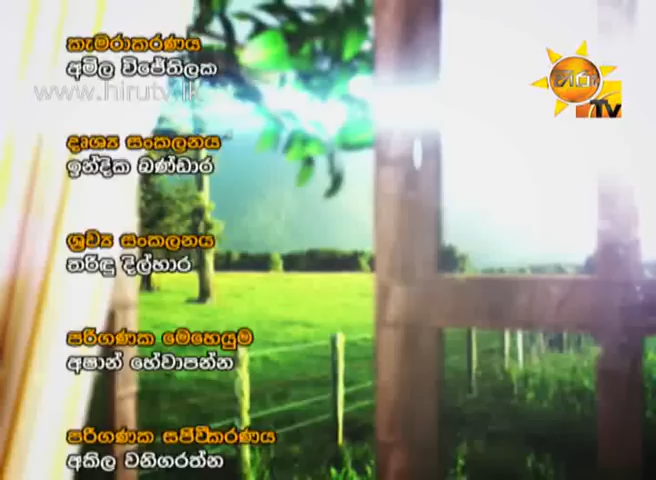 කැමරාකරණය
අමිල විජේතිලක
www.hirutv.lk
හිරු
TV
දෘශ්‍ය සංකලනය
ඉන්දික බණ්ඩාර
ශ්‍රව්‍ය සංකලනය
තරිඳු දිල්හාර
පරිගණක මෙහෙයුම
අෂාන් හේවාපන්න
පරිගණක සජීවීකරණය
අකිල වනිගරත්න